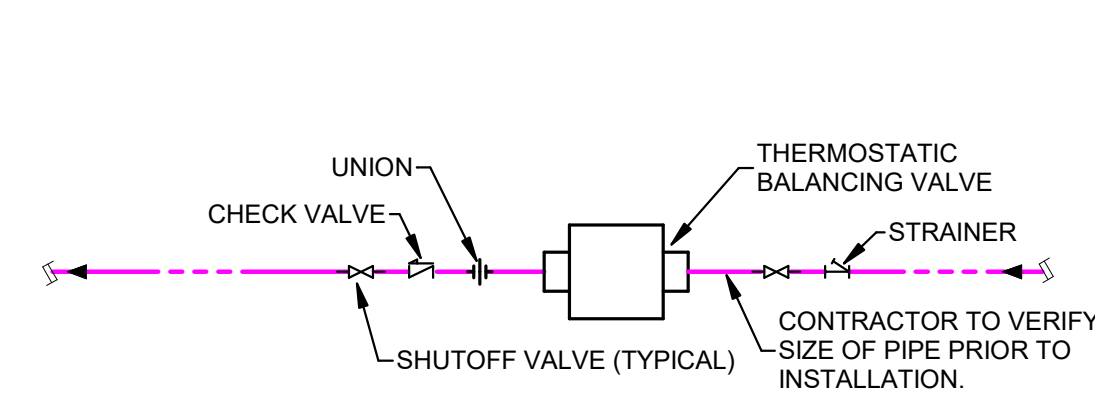 THERMOSTATIC
BALANCING VALVE
UNION
CHECK VALVE
STRAINER
CONTRACTOR TO VERIFY
SIZE OF PIPE PRIOR TO
INSTALLATION.
SHUTOFF VALVE (TYPICAL)